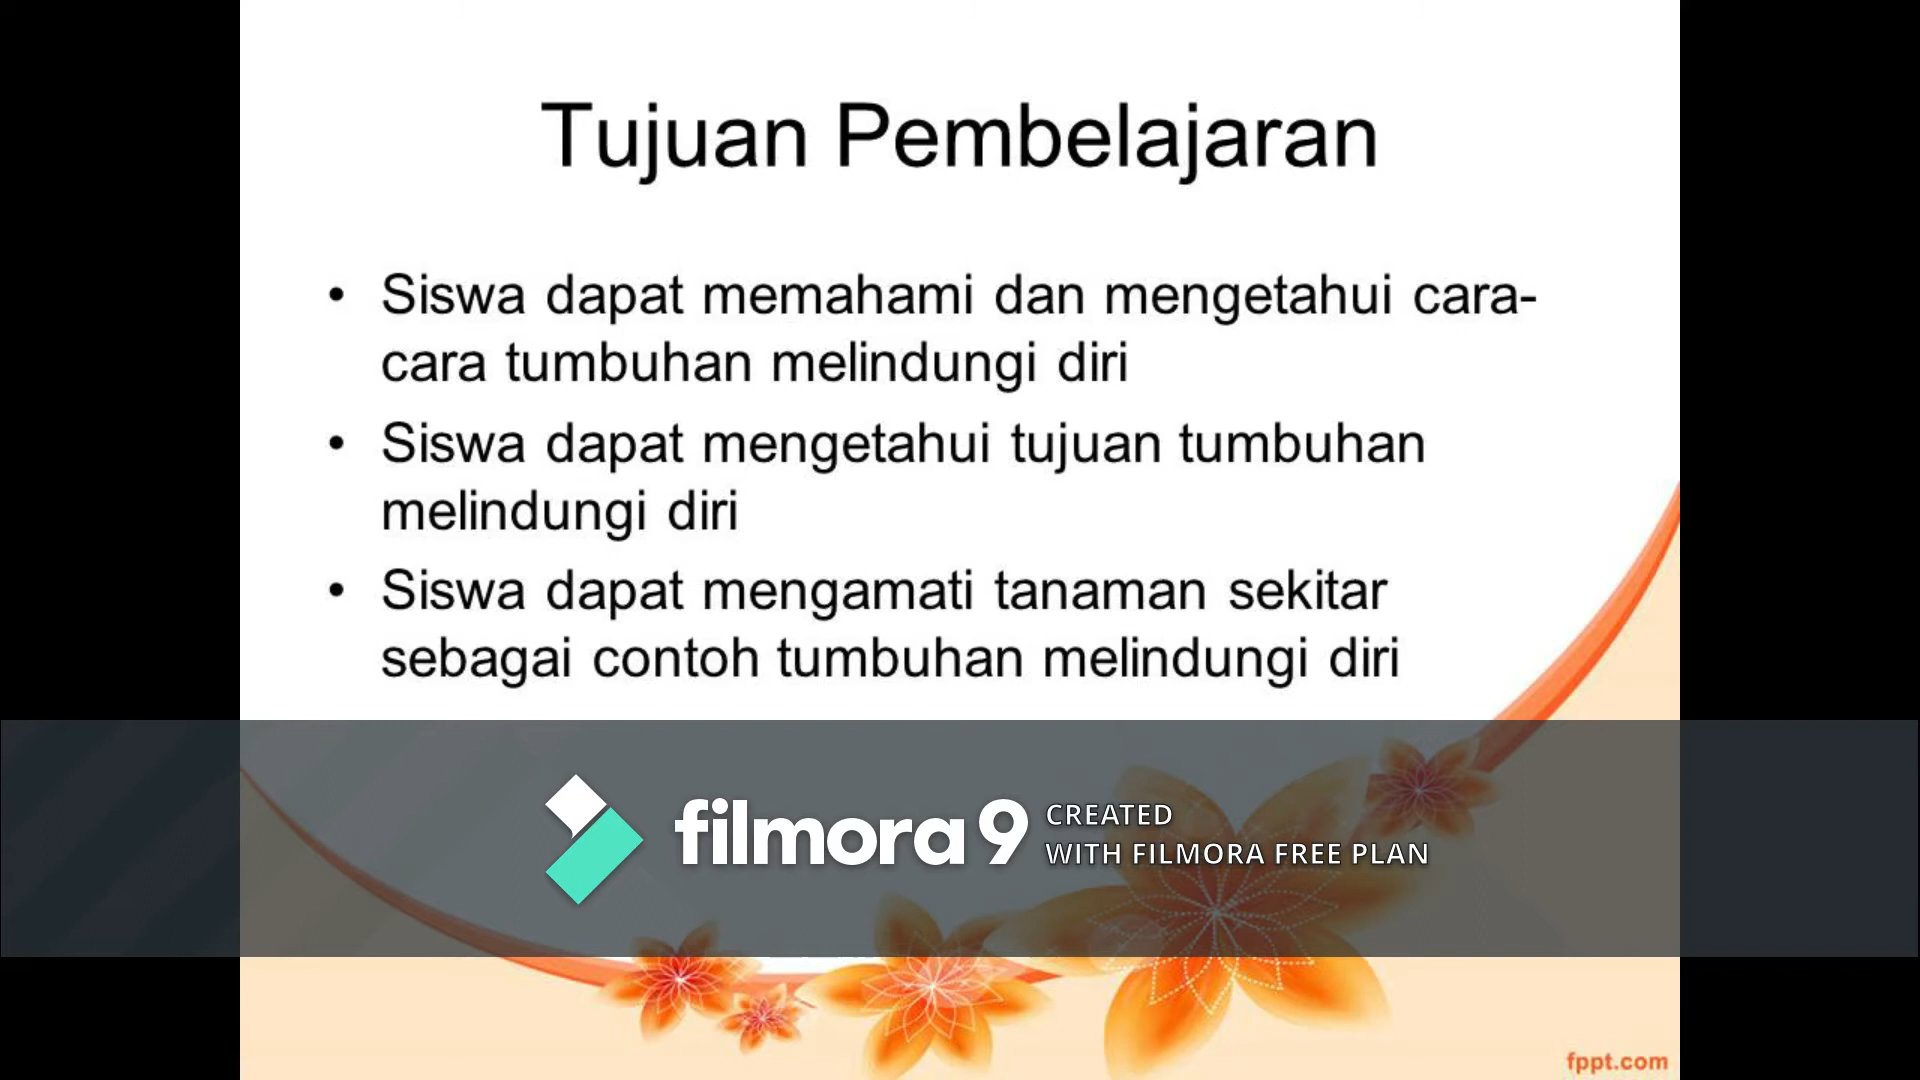 Tujuan Pembelajaran
• Siswa dapat memahami dan mengetahui cara-
cara tumbuhan melindungi diri
• Siswa dapat mengetahui tujuan tumbuhan
melindungi diri
• Siswa dapat mengamati tanaman sekitar
sebagai contoh tumbuhan melindungi diri
filmora 9 CREATED
WITH FILMORA FREE PLAN
fppt.com